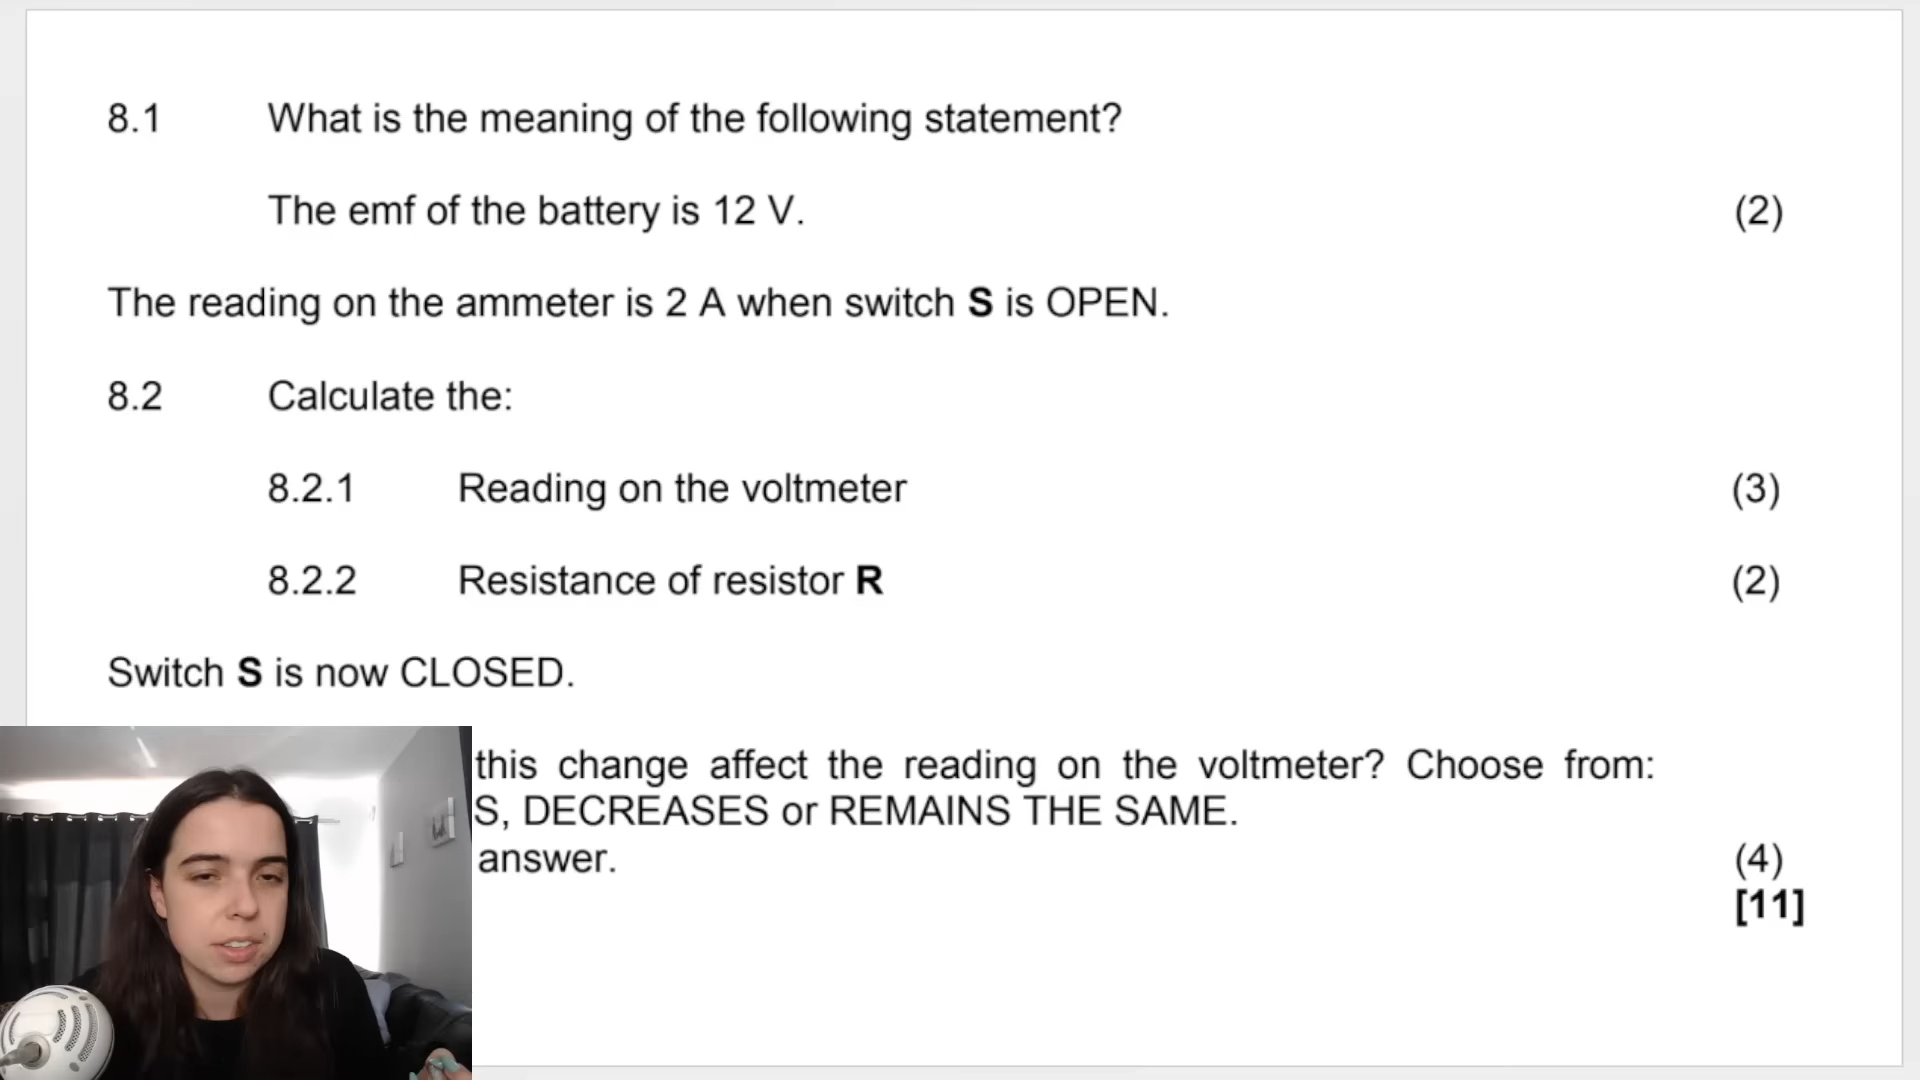 8.1 What is the meaning of the following statement?
The emf of the battery is 12 V. (2)
The reading on the ammeter is 2 A when switch S is OPEN.
8.2 Calculate the:
8.2.1 Reading on the voltmeter (3)
8.2.2 Resistance of resistor R (2)
Switch S is now CLOSED.
this change affect the reading on the voltmeter? Choose from:
S, DECREASES or REMAINS THE SAME.
answer. (4)
[11]